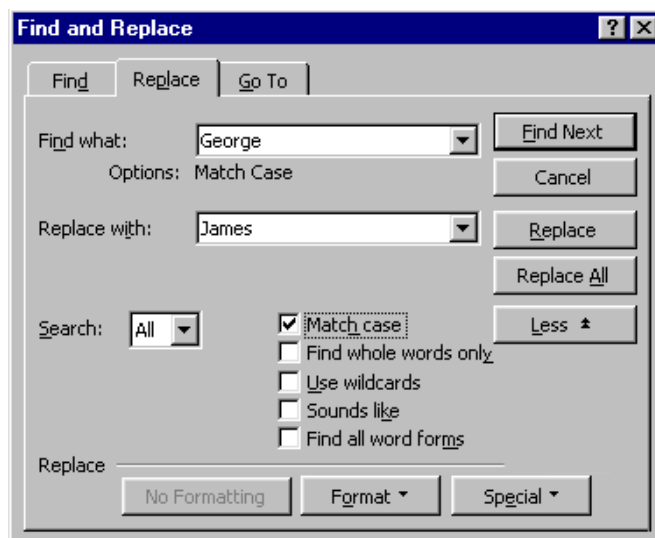 Find and Replace
Find Replace Go To
Find what: George Find Next
Options: Match Case
Cancel
Replace with: James Replace
Replace All
Search: All Match case Less
Find whole words only
Use wildcards
Sounds like
Find all word forms
Replace
No Formatting Format Special